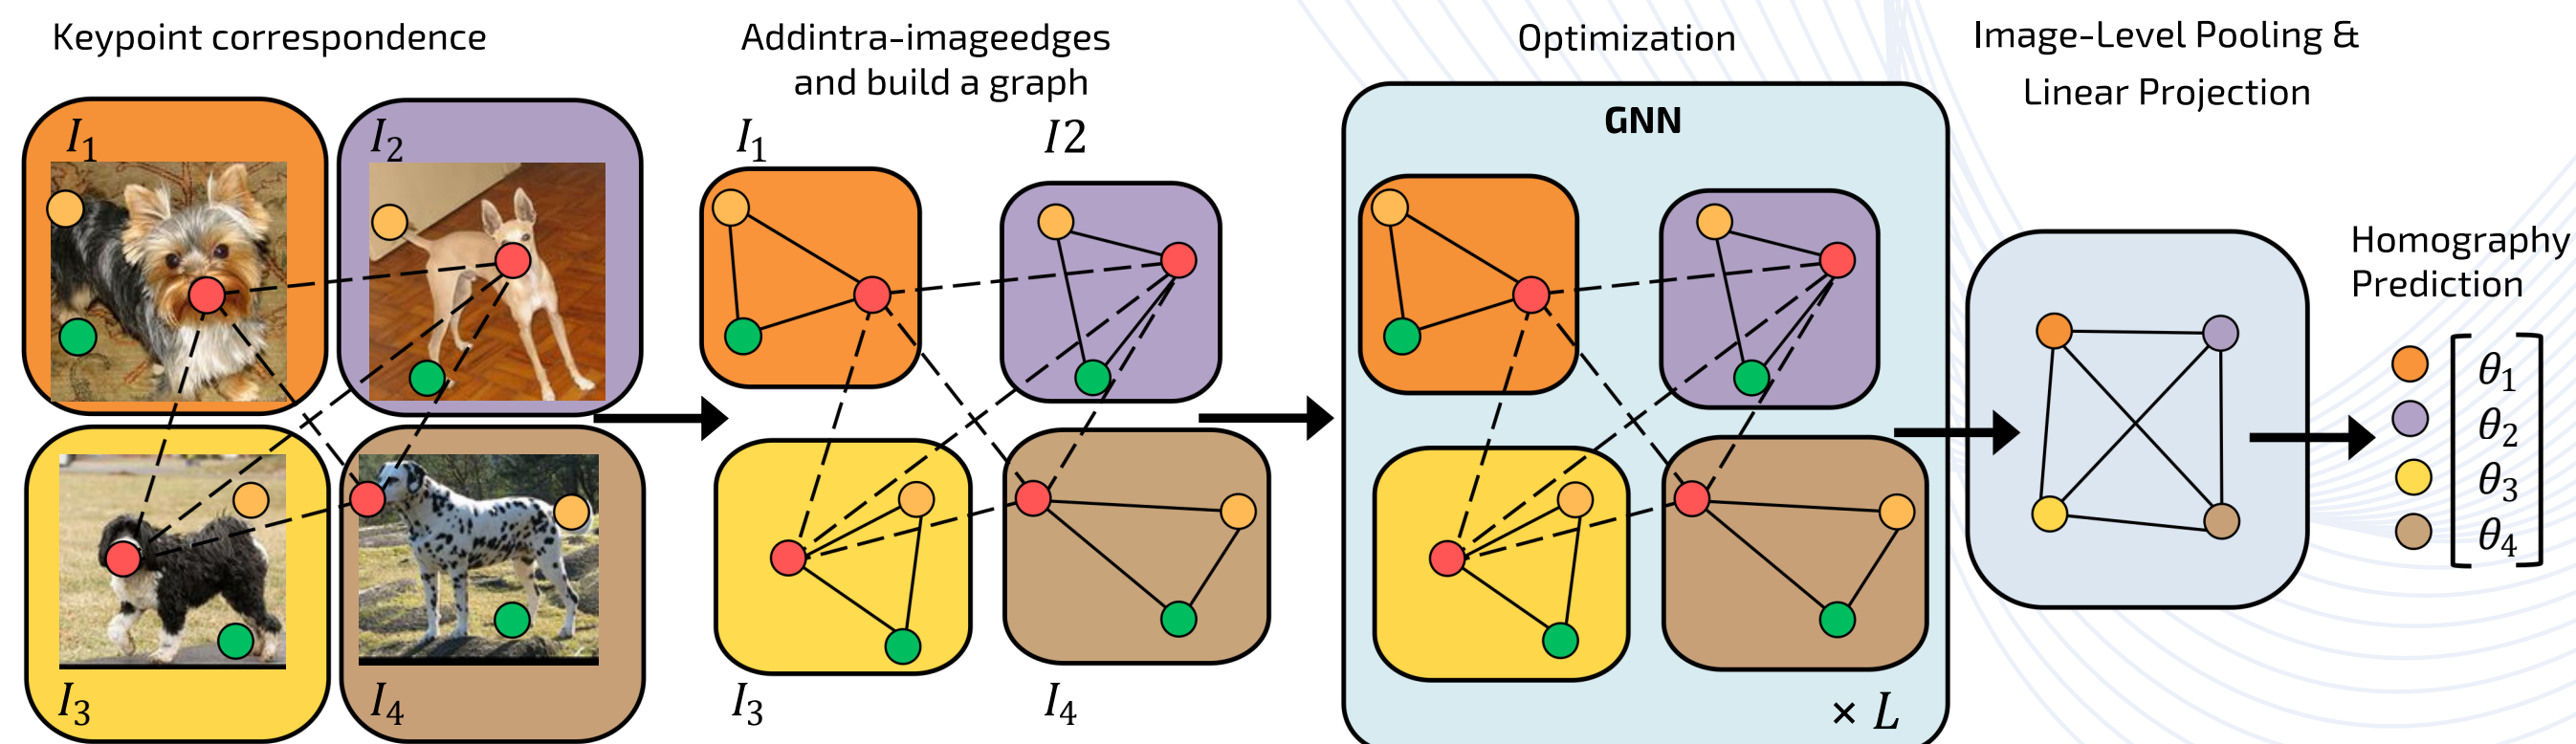 Keypoint correspondence
I₁
I₂
I₃
I₄
Addintra-imageedges
and build a graph
I₁
I2
I₃
I₄
Optimization
GNN
× L
Image-Level Pooling &
Linear Projection
Homography
Prediction
θ₁
θ₂
θ₃
θ₄